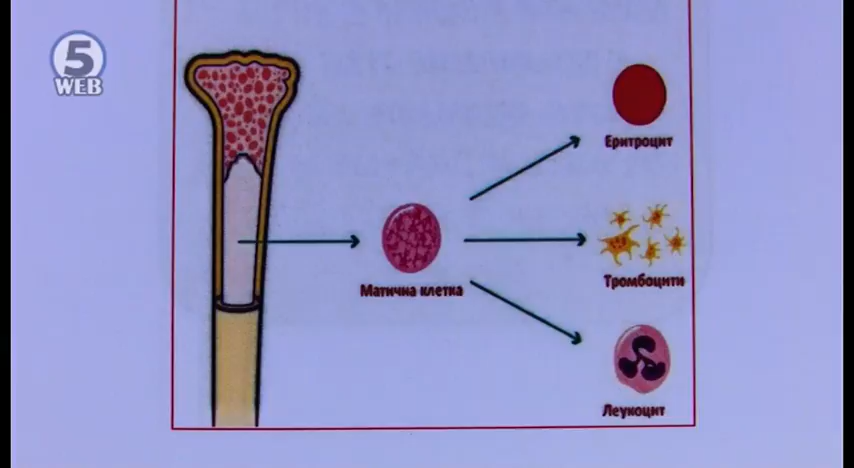 5
WEB
Еритроцит
Матична клетка
Тромбоцити
Леукоцит